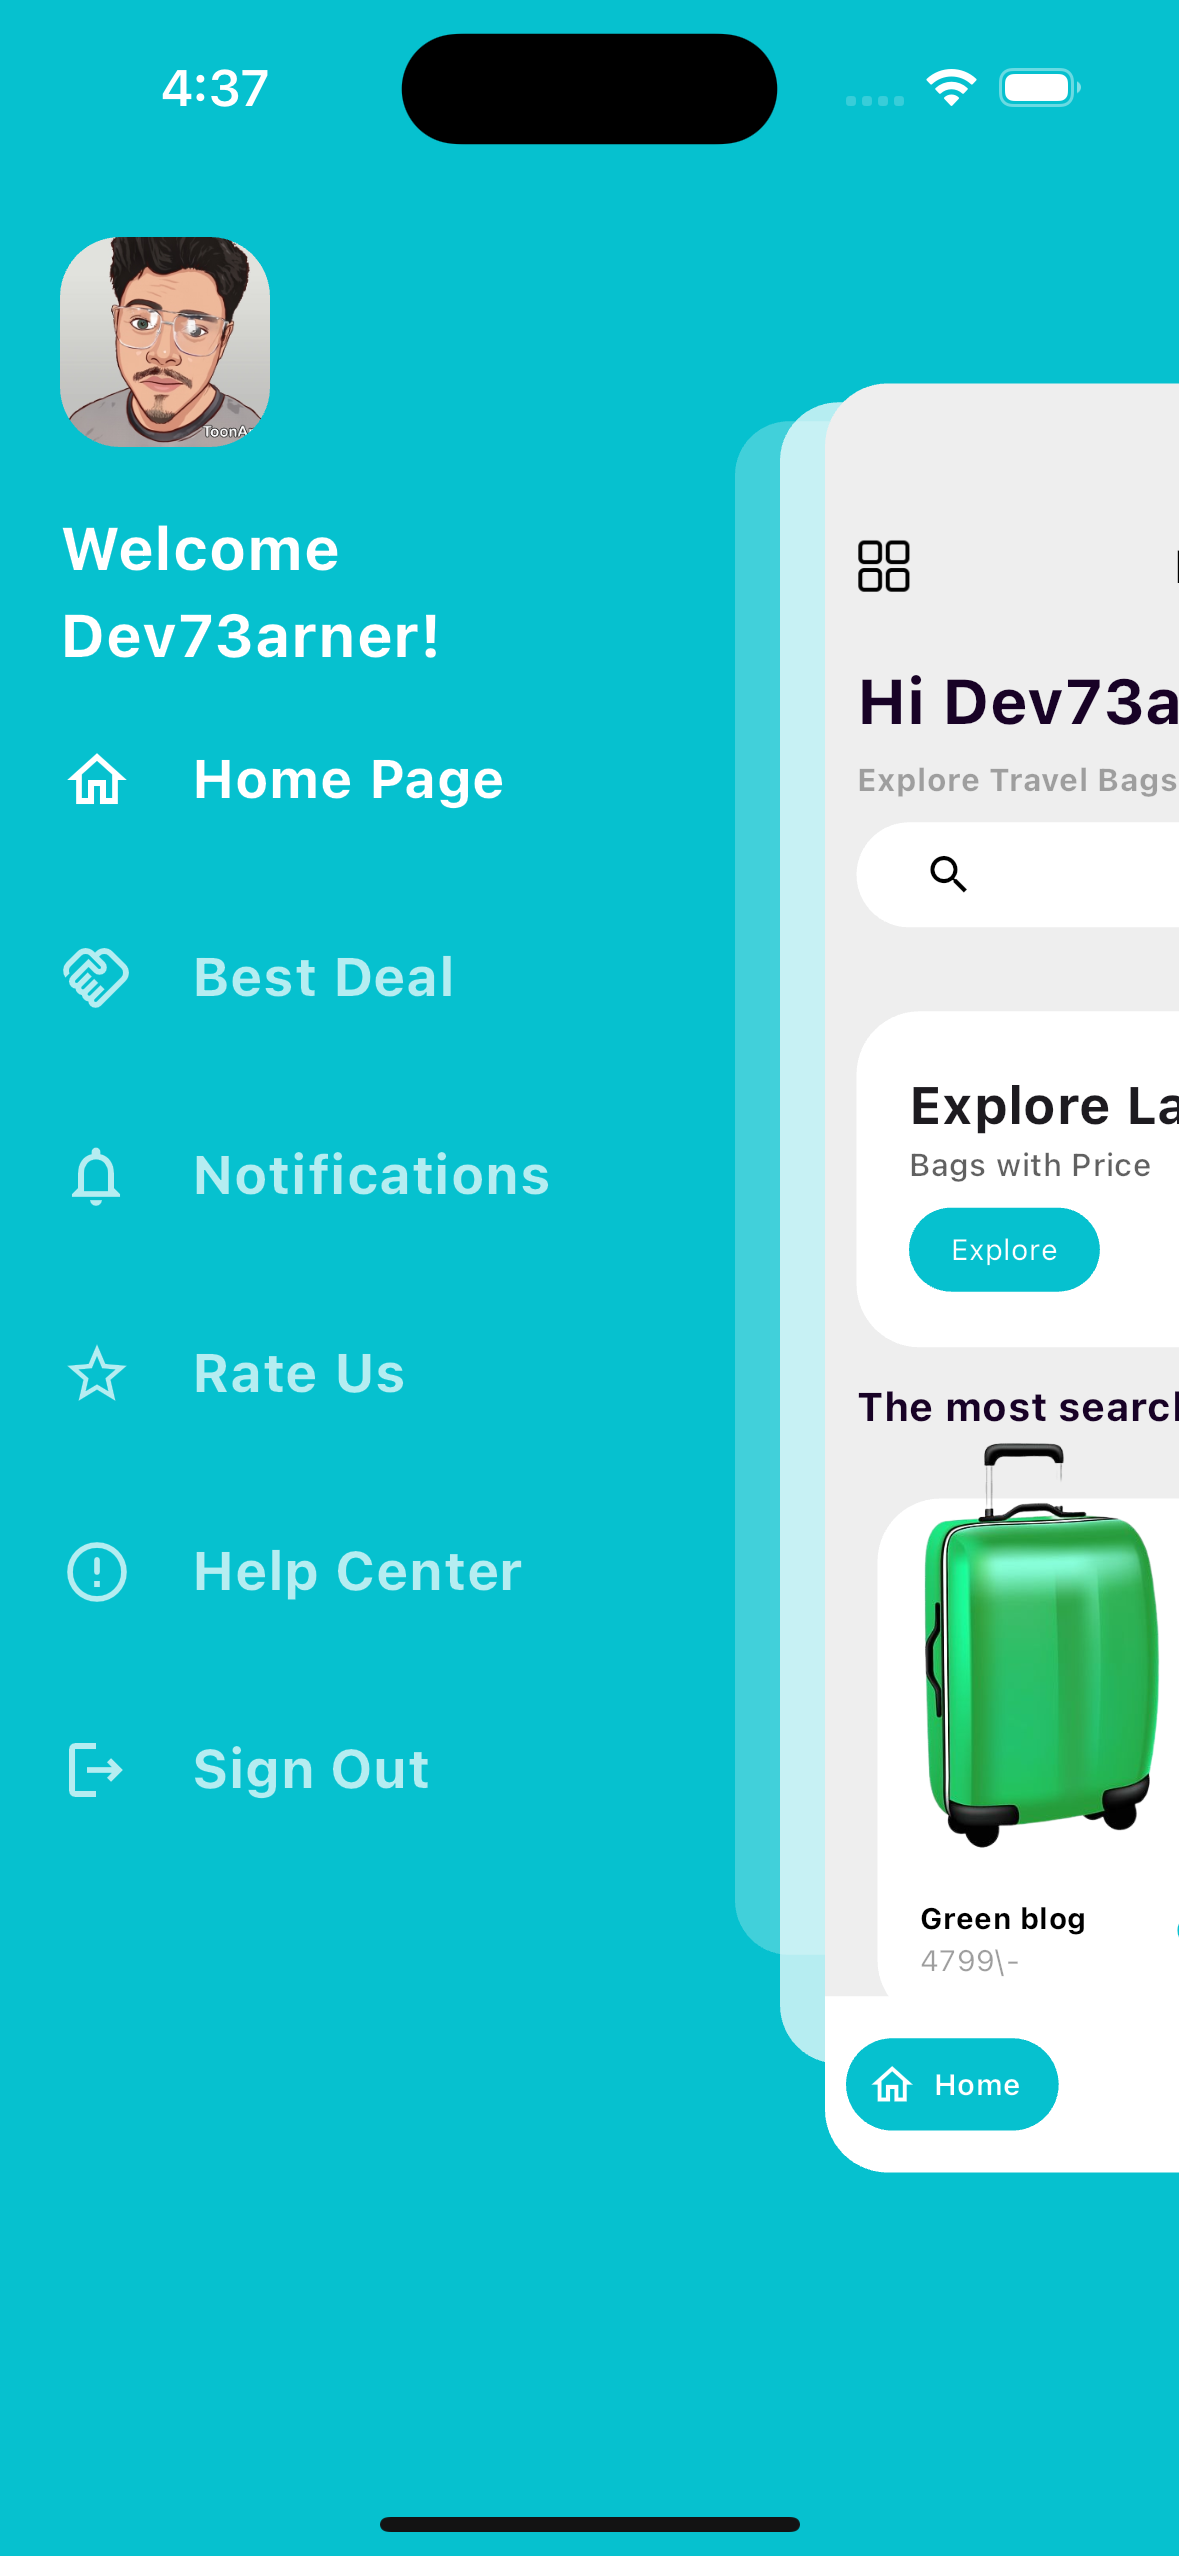 4:37
ToonA
Welcome
Dev73arner!
Home Page
Best Deal
Notifications
Rate Us
Help Center
Sign Out
Hi Dev73a
Explore Travel Bags
Explore La
Bags with Price
Explore
The most search
Green blog
4799\-
Home